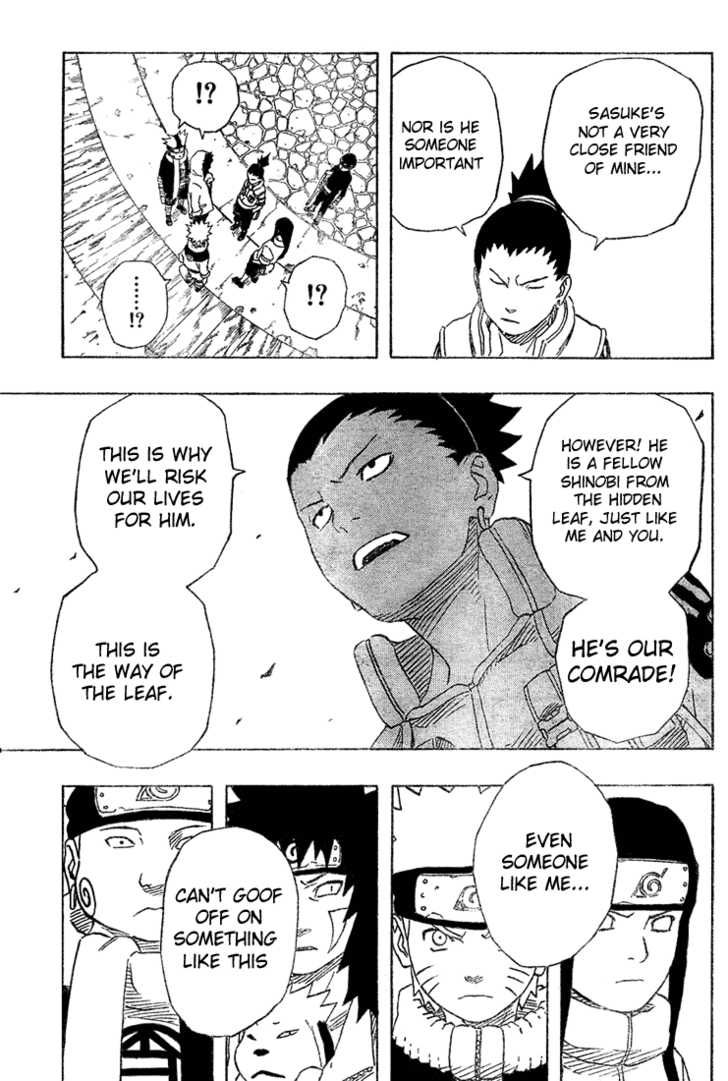 SASUKE'S
NOT A VERY
CLOSE FRIEND
OF MINE...
NOR IS HE
SOMEONE
IMPORTANT
!?
!?
......
!?
HOWEVER! HE
IS A FELLOW
SHINOBI FROM
THE HIDDEN
LEAF, JUST LIKE
ME AND YOU.
HE'S OUR
COMRADE!
THIS IS WHY
WE'LL RISK
OUR LIVES
FOR HIM.
THIS IS
THE WAY OF
THE LEAF.
EVEN
SOMEONE
LIKE ME...
CAN'T GOOF
OFF ON
SOMETHING
LIKE THIS